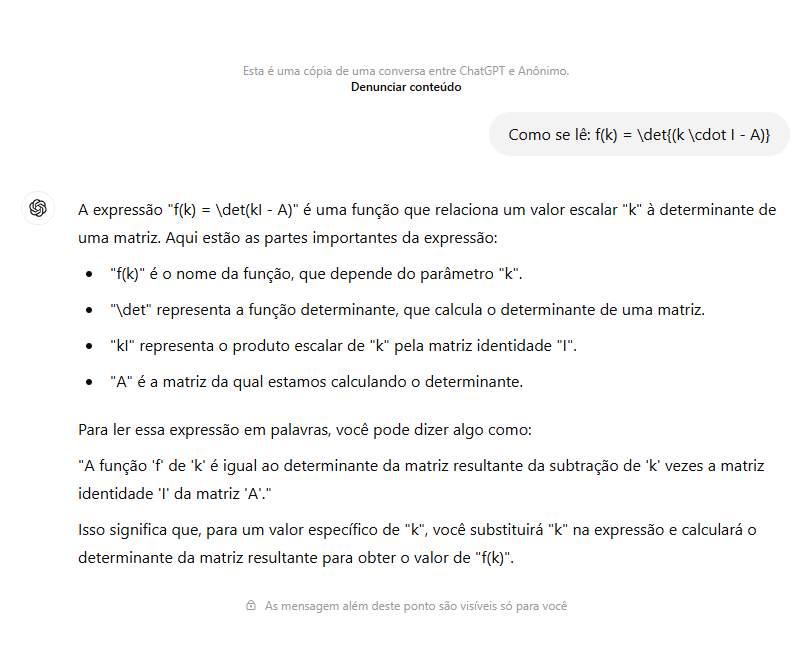 Esta é uma cópia de uma conversa entre ChatGPT e Anônimo.
Denunciar conteúdo
Como se lê: f(k) = \det{(k \cdot I - A)}
A expressão "f(k) = \det(kI - A)" é uma função que relaciona um valor escalar "k" à determinante de
uma matriz. Aqui estão as partes importantes da expressão:
• "f(k)" é o nome da função, que depende do parâmetro "k".
• "\det" representa a função determinante, que calcula o determinante de uma matriz.
• "kI" representa o produto escalar de "k" pela matriz identidade "I".
• "A" é a matriz da qual estamos calculando o determinante.
Para ler essa expressão em palavras, você pode dizer algo como:
"A função 'f' de 'k' é igual ao determinante da matriz resultante da subtração de 'k' vezes a matriz
identidade 'I' da matriz 'A'."
Isso significa que, para um valor específico de "k", você substituirá "k" na expressão e calculará o
determinante da matriz resultante para obter o valor de "f(k)".
As mensagem além deste ponto são visíveis só para você